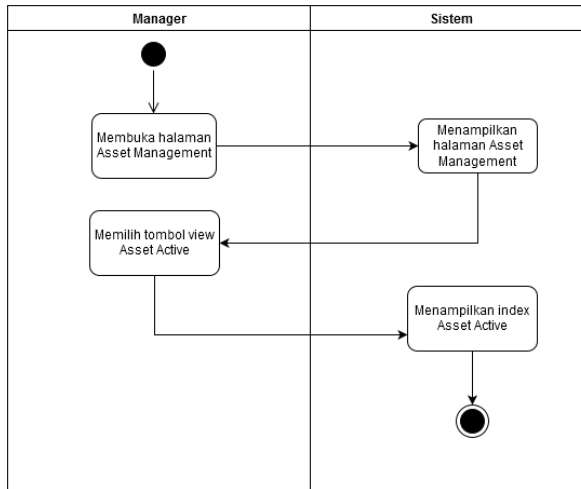 Manager
Sistem
Membuka halaman
Asset Management
Menampilkan
halaman Asset
Management
Memilih tombol view
Asset Active
Menampilkan index
Asset Active